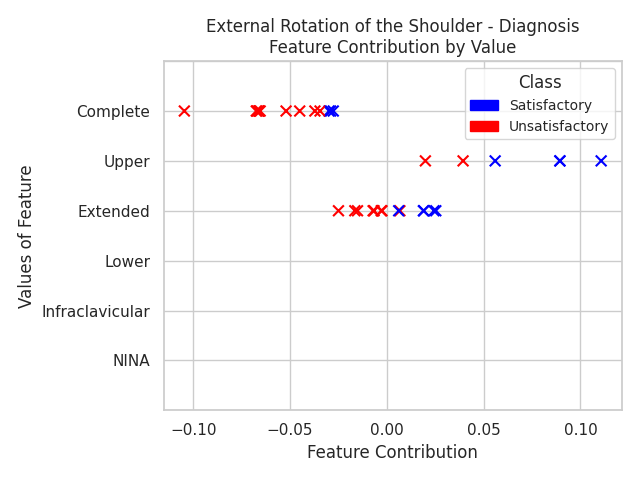 External Rotation of the Shoulder - Diagnosis
Feature Contribution by Value
Class
Satisfactory
Unsatisfactory
Values of Feature
Complete
Upper
Extended
Lower
Infraclavicular
NINA
−0.10
−0.05
0.00
0.05
0.10
Feature Contribution